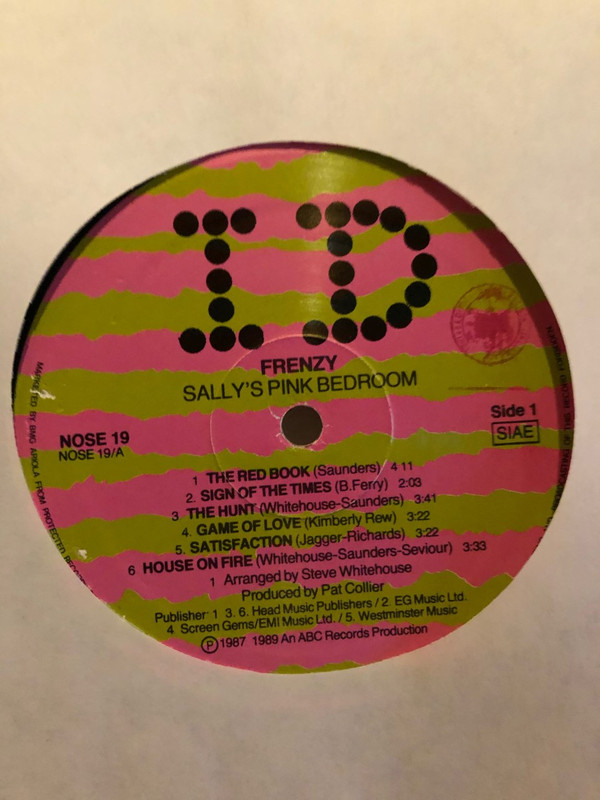 ID
FRENZY
SALLY'S PINK BEDROOM
NOSE 19
NOSE 19/A
Side 1
SIAE
1 THE RED BOOK (Saunders) 4 11
2. SIGN OF THE TIMES (B.Ferry) 2:03
3 THE HUNT (Whitehouse-Saunders) 3:41
4. GAME OF LOVE (Kimberly Rew) 3:22
5. SATISFACTION (Jagger-Richards) 3:22
6 HOUSE ON FIRE (Whitehouse-Saunders-Seviour) 3:33
1 Arranged by Steve Whitehouse
Produced by Pat Collier
Publisher 1 3. 6. Head Music Publishers / 2 EG Music Ltd.
4 Screen Gems/EMI Music Ltd. / 5. Westminster Music
℗ 1987 1989 An ABC Records Production
MARKETED BY BMG ARIOLA